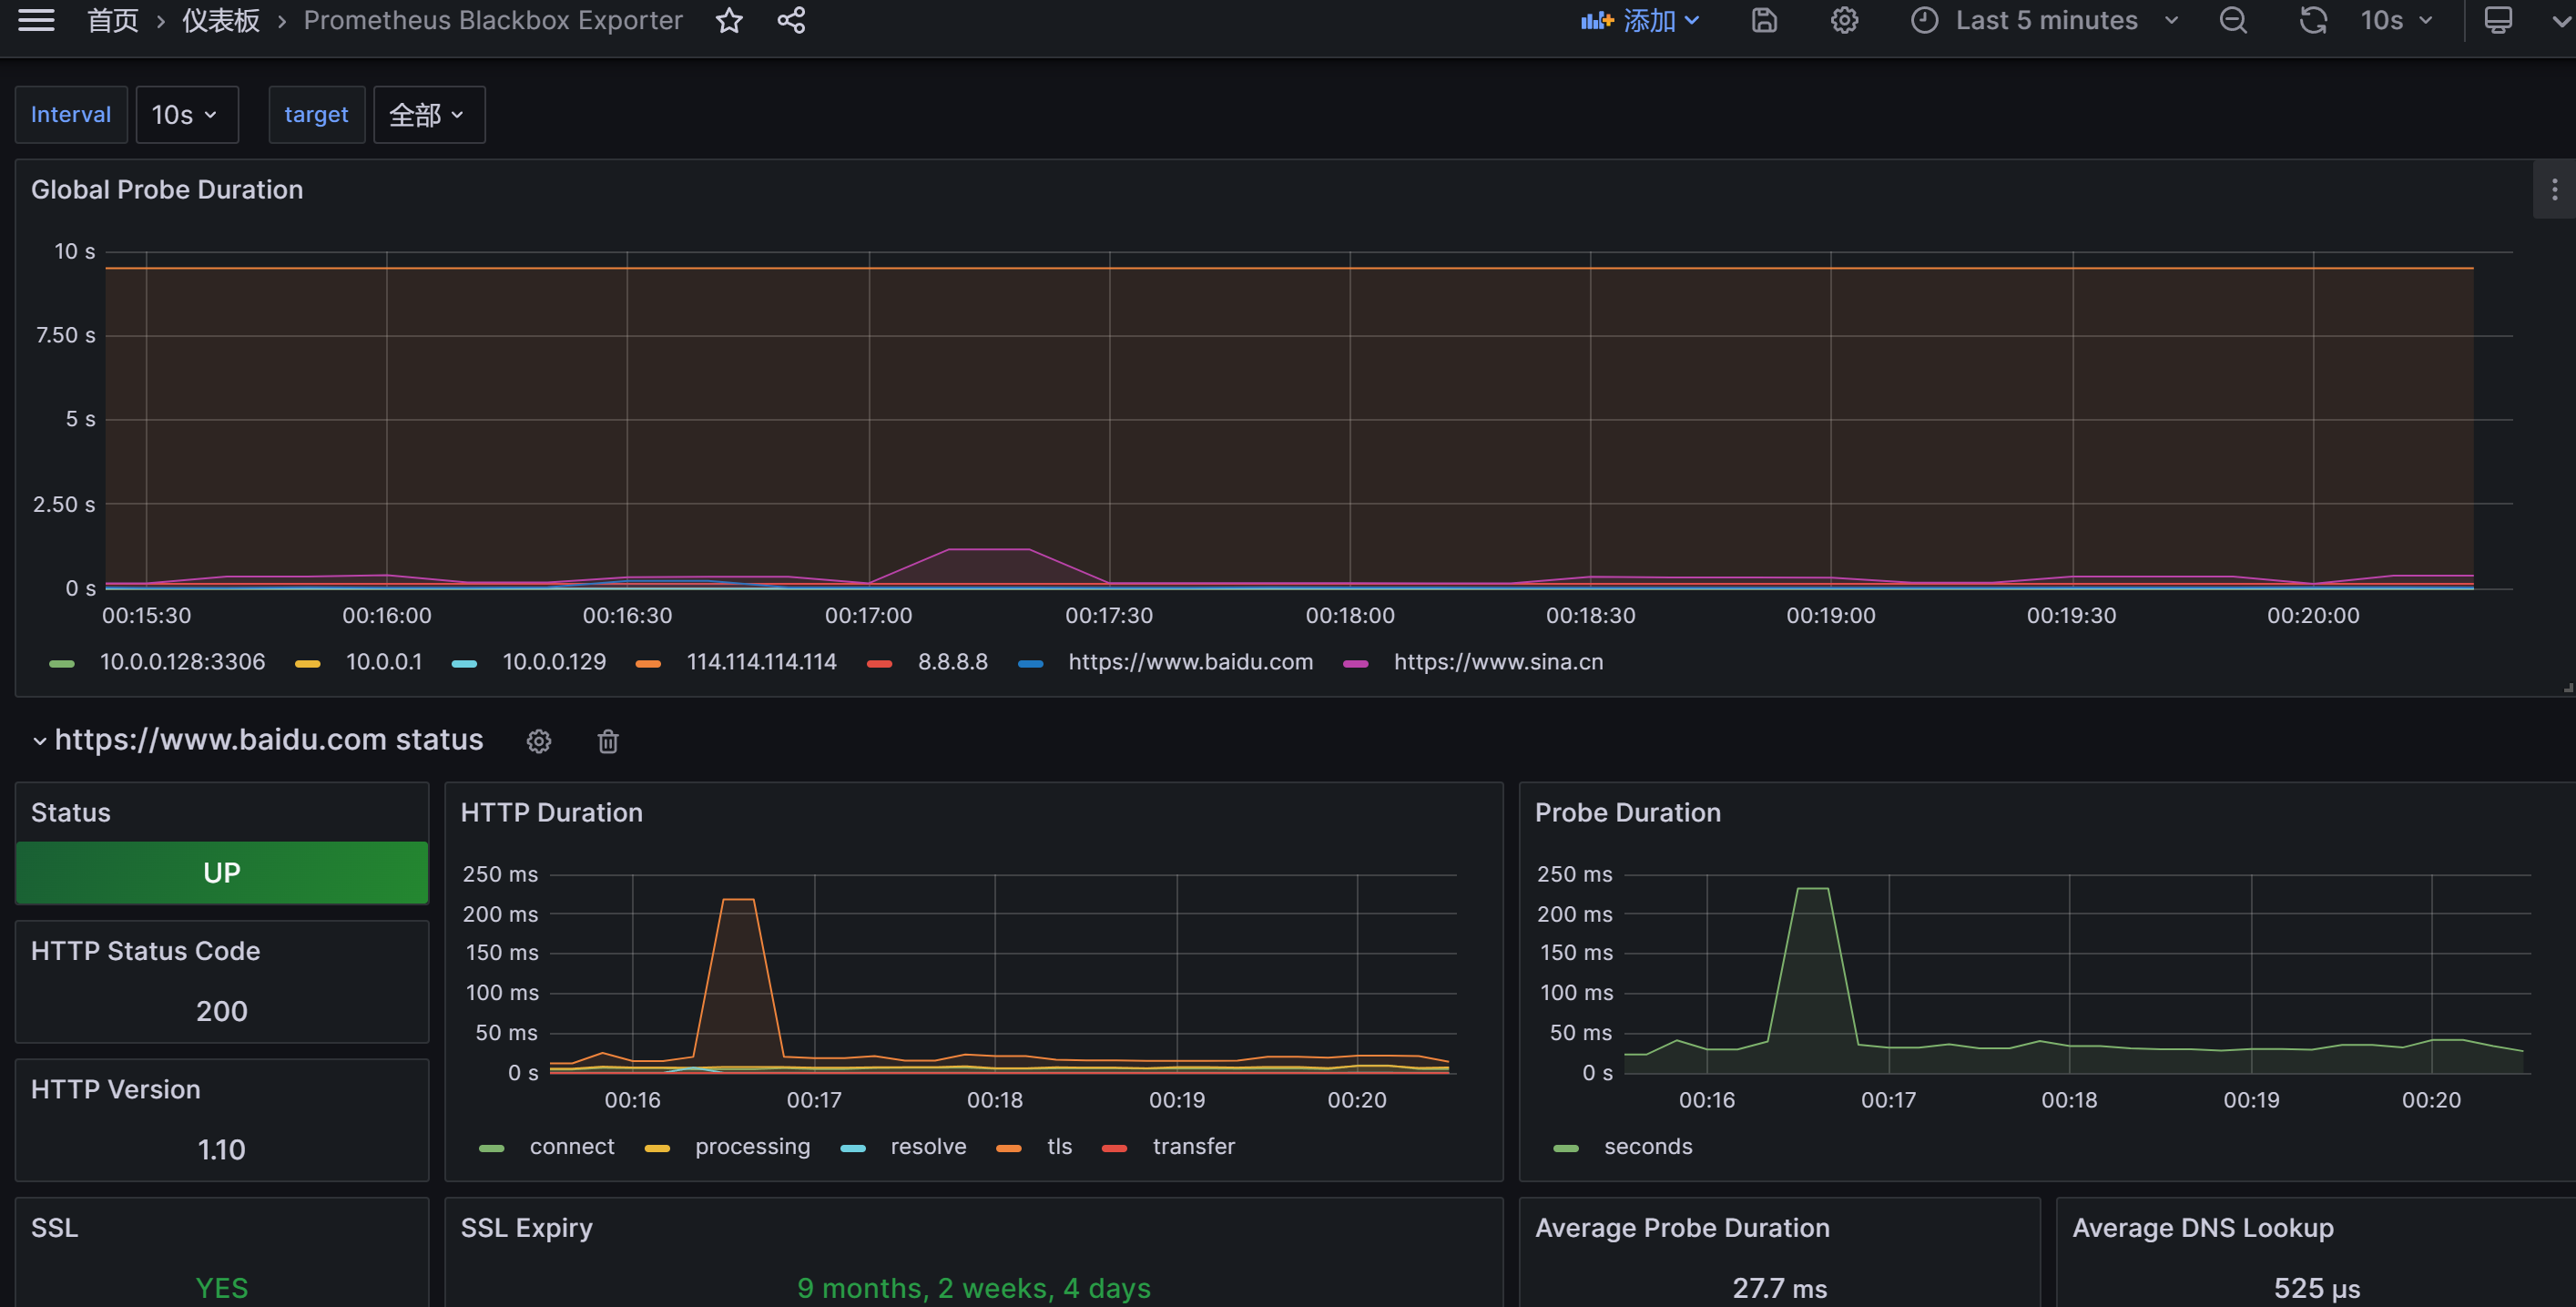 首页 › 仪表板 › Prometheus Blackbox Exporter 添加 Last 5 minutes 10s
Interval 10s target 全部
Global Probe Duration
10 s
7.50 s
5 s
2.50 s
0 s
00:15:30 00:16:00 00:16:30 00:17:00 00:17:30 00:18:00 00:18:30 00:19:00 00:19:30 00:20:00
10.0.0.128:3306 10.0.0.1 10.0.0.129 114.114.114.114 8.8.8.8 https://www.baidu.com https://www.sina.cn
https://www.baidu.com status
Status
UP
HTTP Status Code
200
HTTP Version
1.10
SSL
YES
HTTP Duration
250 ms
200 ms
150 ms
100 ms
50 ms
0 s
00:16 00:17 00:18 00:19 00:20
connect processing resolve tls transfer
Probe Duration
250 ms
200 ms
150 ms
100 ms
50 ms
0 s
00:16 00:17 00:18 00:19 00:20
seconds
SSL Expiry
9 months, 2 weeks, 4 days
Average Probe Duration
27.7 ms
Average DNS Lookup
525 µs